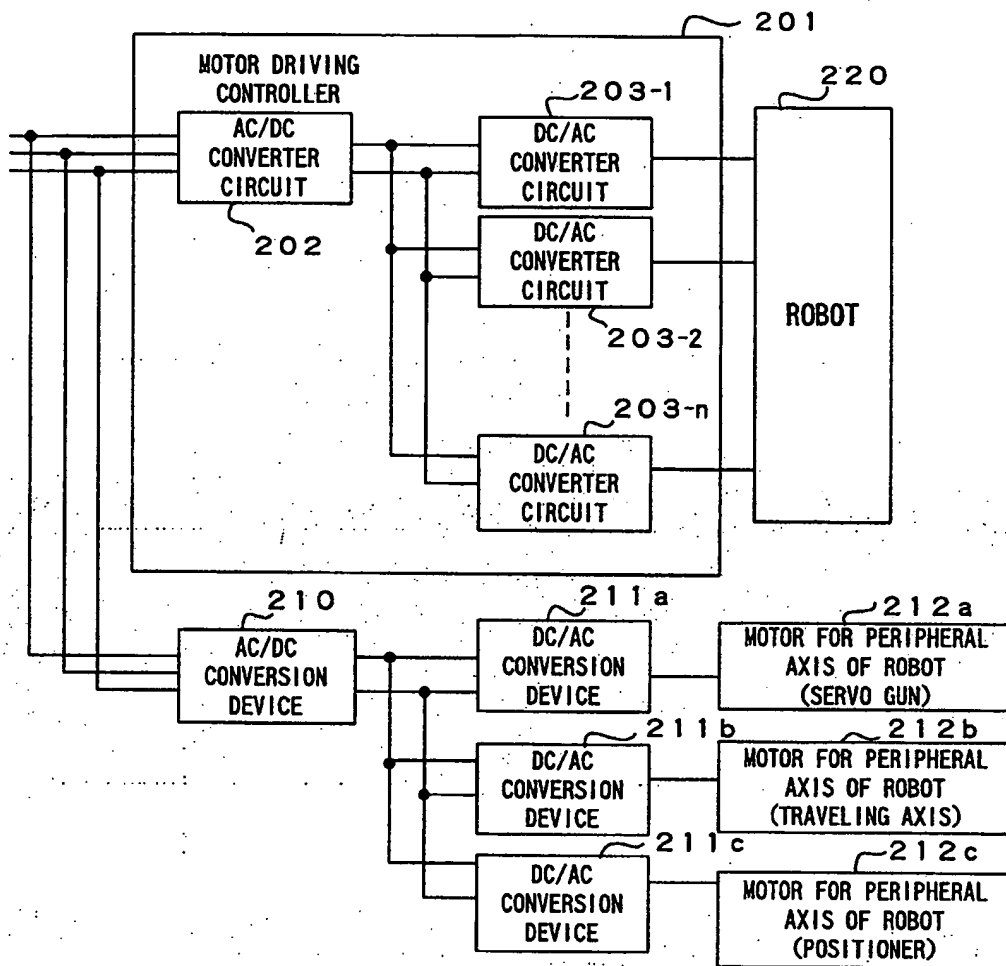 201
MOTOR DRIVING
CONTROLLER
203-1
220
AC/DC
CONVERTER
CIRCUIT
202
DC/AC
CONVERTER
CIRCUIT
DC/AC
CONVERTER
CIRCUIT
203-2
ROBOT
203-n
DC/AC
CONVERTER
CIRCUIT
210
AC/DC
CONVERSION
DEVICE
211a
DC/AC
CONVERSION
DEVICE
212a
MOTOR FOR PERIPHERAL
AXIS OF ROBOT
(SERVO GUN)
211b
DC/AC
CONVERSION
DEVICE
212b
MOTOR FOR PERIPHERAL
AXIS OF ROBOT
(TRAVELING AXIS)
211c
DC/AC
CONVERSION
DEVICE
212c
MOTOR FOR PERIPHERAL
AXIS OF ROBOT
(POSITIONER)